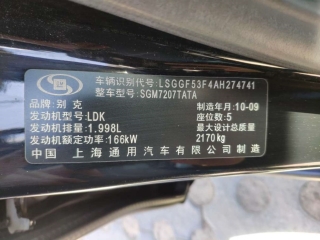 车辆识别代号: LSGGF53F4AH274741
整车型号: SGM7207TATA
品牌: 别克 制造年月: 10-09
发动机型号: LDK 座位数: 5
发动机排量: 1.998L 最大允许总质量:
发动机额定功率: 166kW 2170kg
中国 上海通用汽车有限公司制造